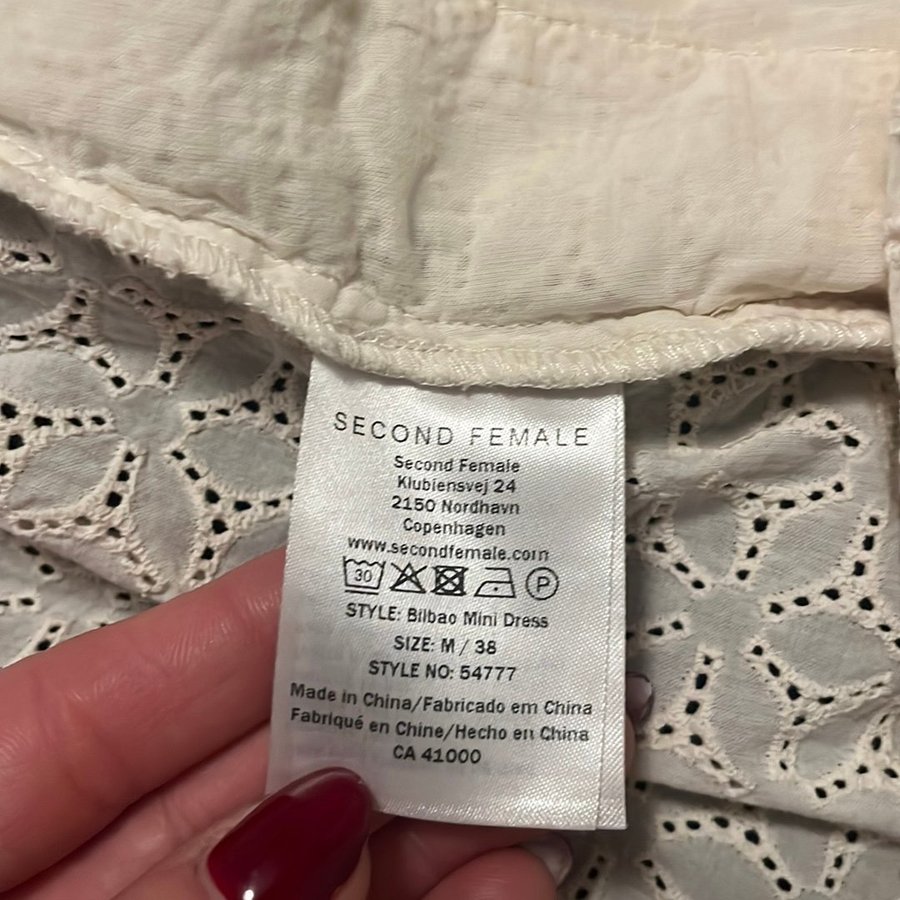 SECOND FEMALE
Second Female
Klubiensvej 24
2150 Nordhavn
Copenhagen
www.secondfemale.com
30 P
STYLE: Bilbao Mini Dress
SIZE: M / 38
STYLE NO: 54777
Made in China/Fabricado em China
Fabriqué en Chine/Hecho en China
CA 41000